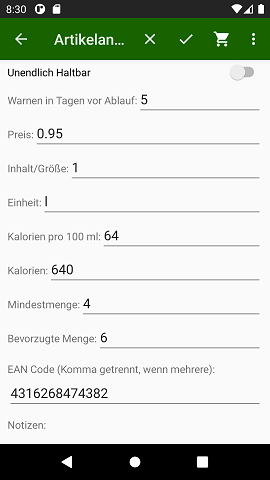 8:30
Artikelan...
Unendlich Haltbar
Warnen in Tagen vor Ablauf: 5
Preis: 0.95
Inhalt/Größe: 1
Einheit: l
Kalorien pro 100 ml: 64
Kalorien: 640
Mindestmenge: 4
Bevorzugte Menge: 6
EAN Code (Komma getrennt, wenn mehrere):
4316268474382
Notizen: